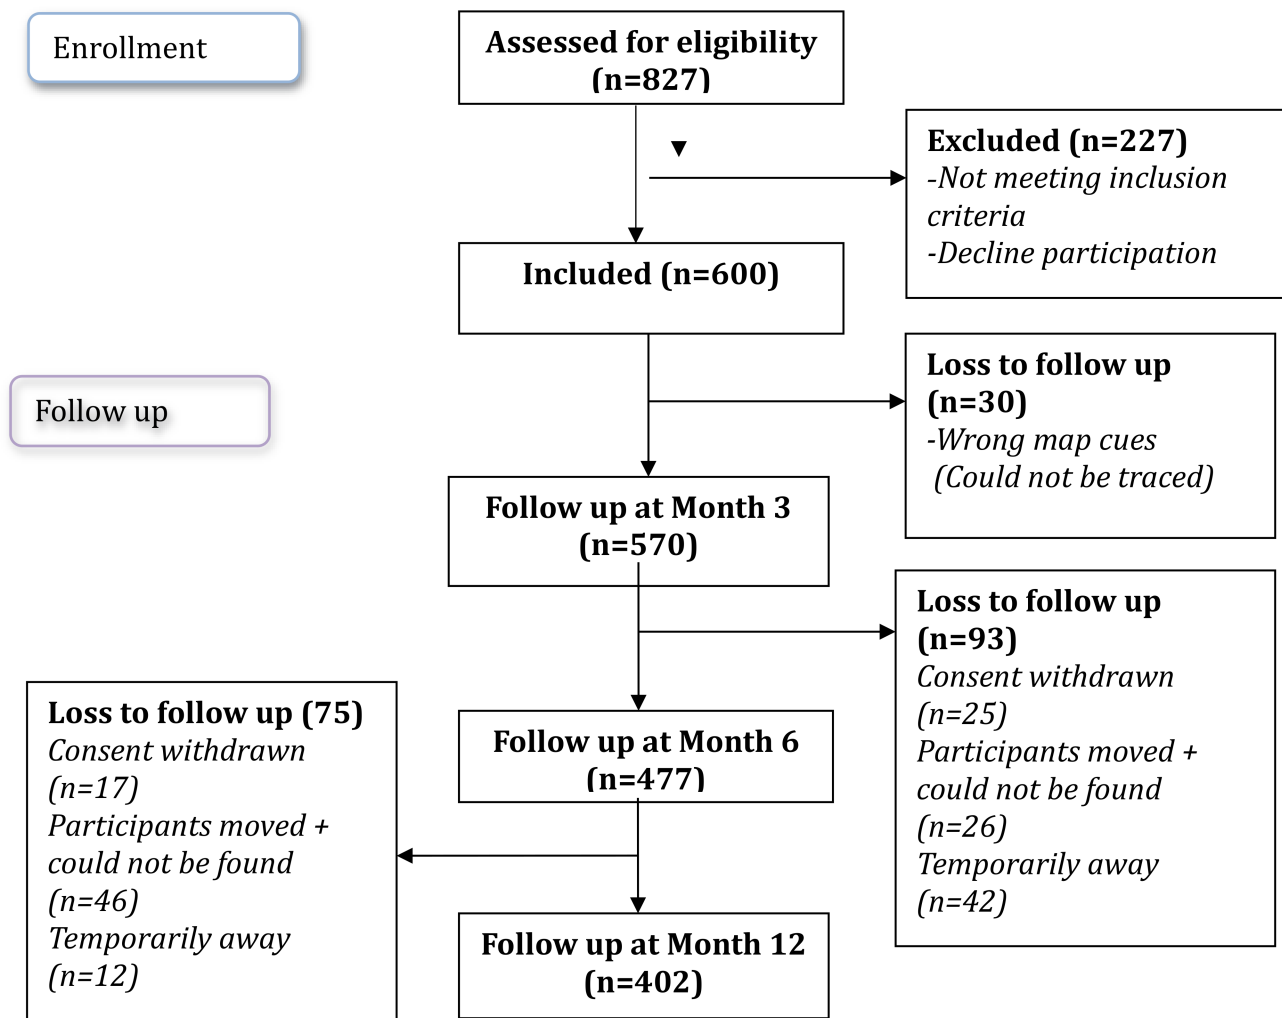 Enrollment
Assessed for eligibility
(n=827)
Excluded (n=227)
-Not meeting inclusion
criteria
-Decline participation
Included (n=600)
Loss to follow up
(n=30)
-Wrong map cues
(Could not be traced)
Follow up
Follow up at Month 3
(n=570)
Loss to follow up
(n=93)
Consent withdrawn
(n=25)
Participants moved +
could not be found
(n=26)
Temporarily away
(n=42)
Follow up at Month 6
(n=477)
Loss to follow up (75)
Consent withdrawn
(n=17)
Participants moved +
could not be found
(n=46)
Temporarily away
(n=12)
Follow up at Month 12
(n=402)